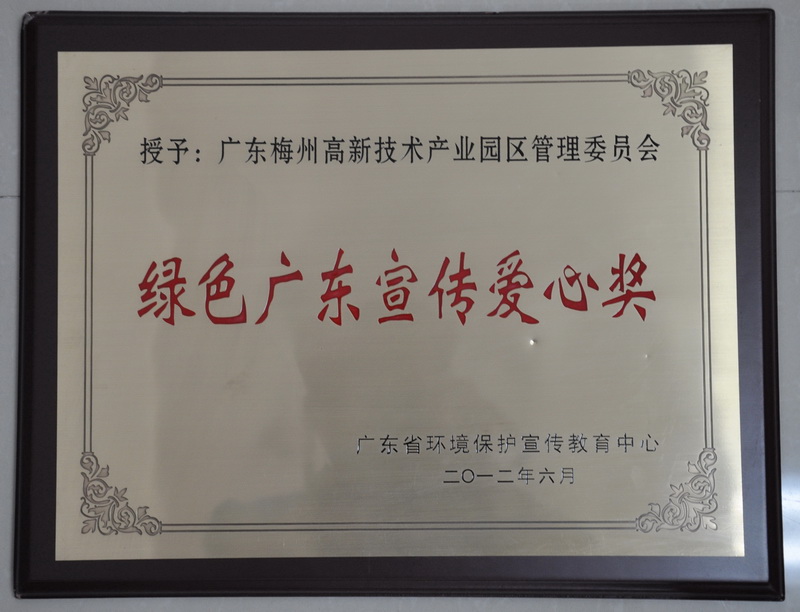 授予：广东梅州高新技术产业园区管理委员会
绿色广东宣传爱心奖
广东省环境保护宣传教育中心
二〇一二年六月